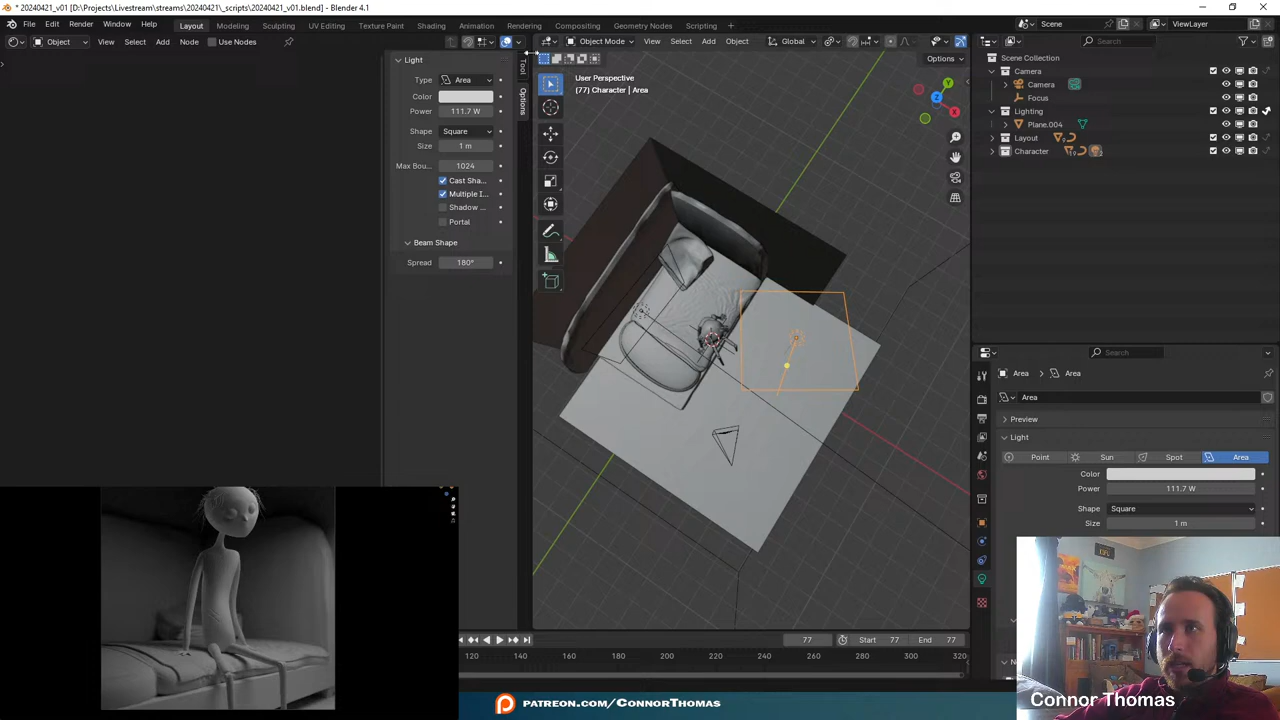 * 20240421_v01 [D:\Projects\Livestream\streams\20240421\_scripts\20240421_v01.blend] - Blender 4.1
File Edit Render Window Help Layout Modeling Sculpting UV Editing Texture Paint Shading Animation Rendering Compositing Geometry Nodes Scripting + Scene ViewLayer
Object View Select Add Node Use Nodes Object Mode View Select Add Object Global Search
Options
User Perspective
(77) Character | Area
Tool
Options
Light
Type Area
Color
Power 111.7 W
Shape Square
Size 1 m
Max Bou... 1024
Cast Sha...
Multiple I...
Shadow ...
Portal
Beam Shape
Spread 180°
Scene Collection
Camera
Camera
Focus
Lighting
Plane.004
Layout
Character
Search
Area Area
Area
Preview
Light
Point Sun Spot Area
Color
Power 111.7 W
Shape Square
Size 1 m
77 Start 77 End 77
120 140 160 180 200 220 240 260 280 300 320
PATREON.COM/CONNORTHOMAS
Connor Thomas